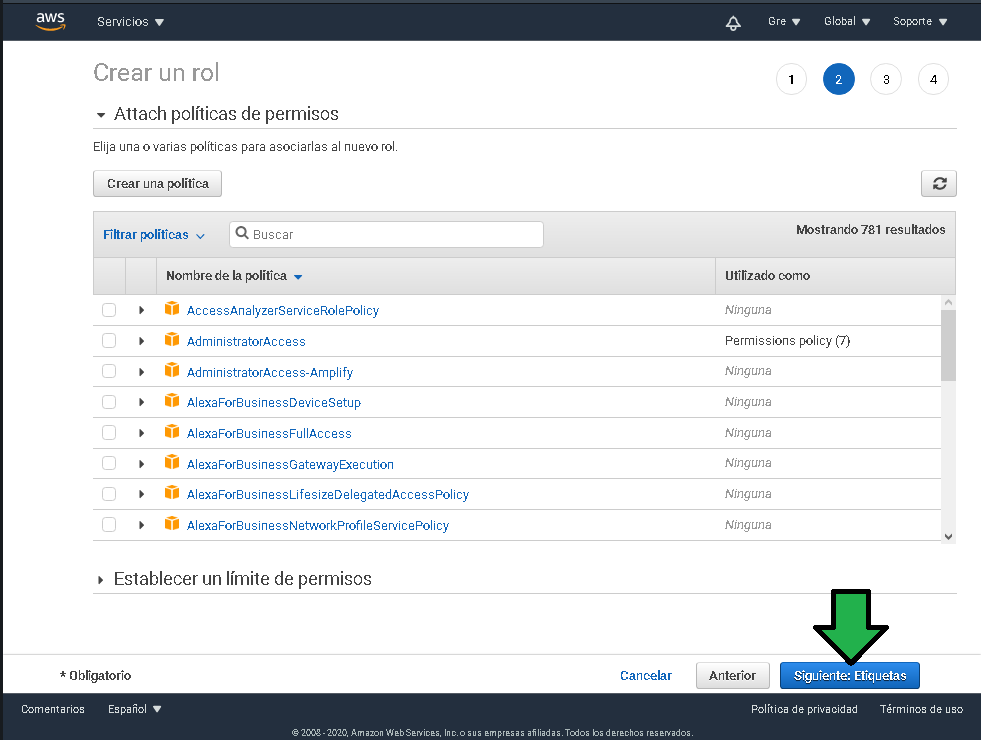 aws Servicios Gre Global Soporte
Crear un rol 1 2 3 4
Attach políticas de permisos
Elija una o varias políticas para asociarlas al nuevo rol.
Crear una política
Filtrar políticas Buscar Mostrando 781 resultados
Nombre de la política Utilizado como
AccessAnalyzerServiceRolePolicy Ninguna
AdministratorAccess Permissions policy (7)
AdministratorAccess-Amplify Ninguna
AlexaForBusinessDeviceSetup Ninguna
AlexaForBusinessFullAccess Ninguna
AlexaForBusinessGatewayExecution Ninguna
AlexaForBusinessLifesizeDelegatedAccessPolicy Ninguna
AlexaForBusinessNetworkProfileServicePolicy Ninguna
Establecer un límite de permisos
* Obligatorio Cancelar Anterior Siguiente: Etiquetas
Comentarios Español Política de privacidad Términos de uso
© 2008 - 2020, Amazon Web Services, Inc. o sus empresas afiliadas. Todos los derechos reservados.